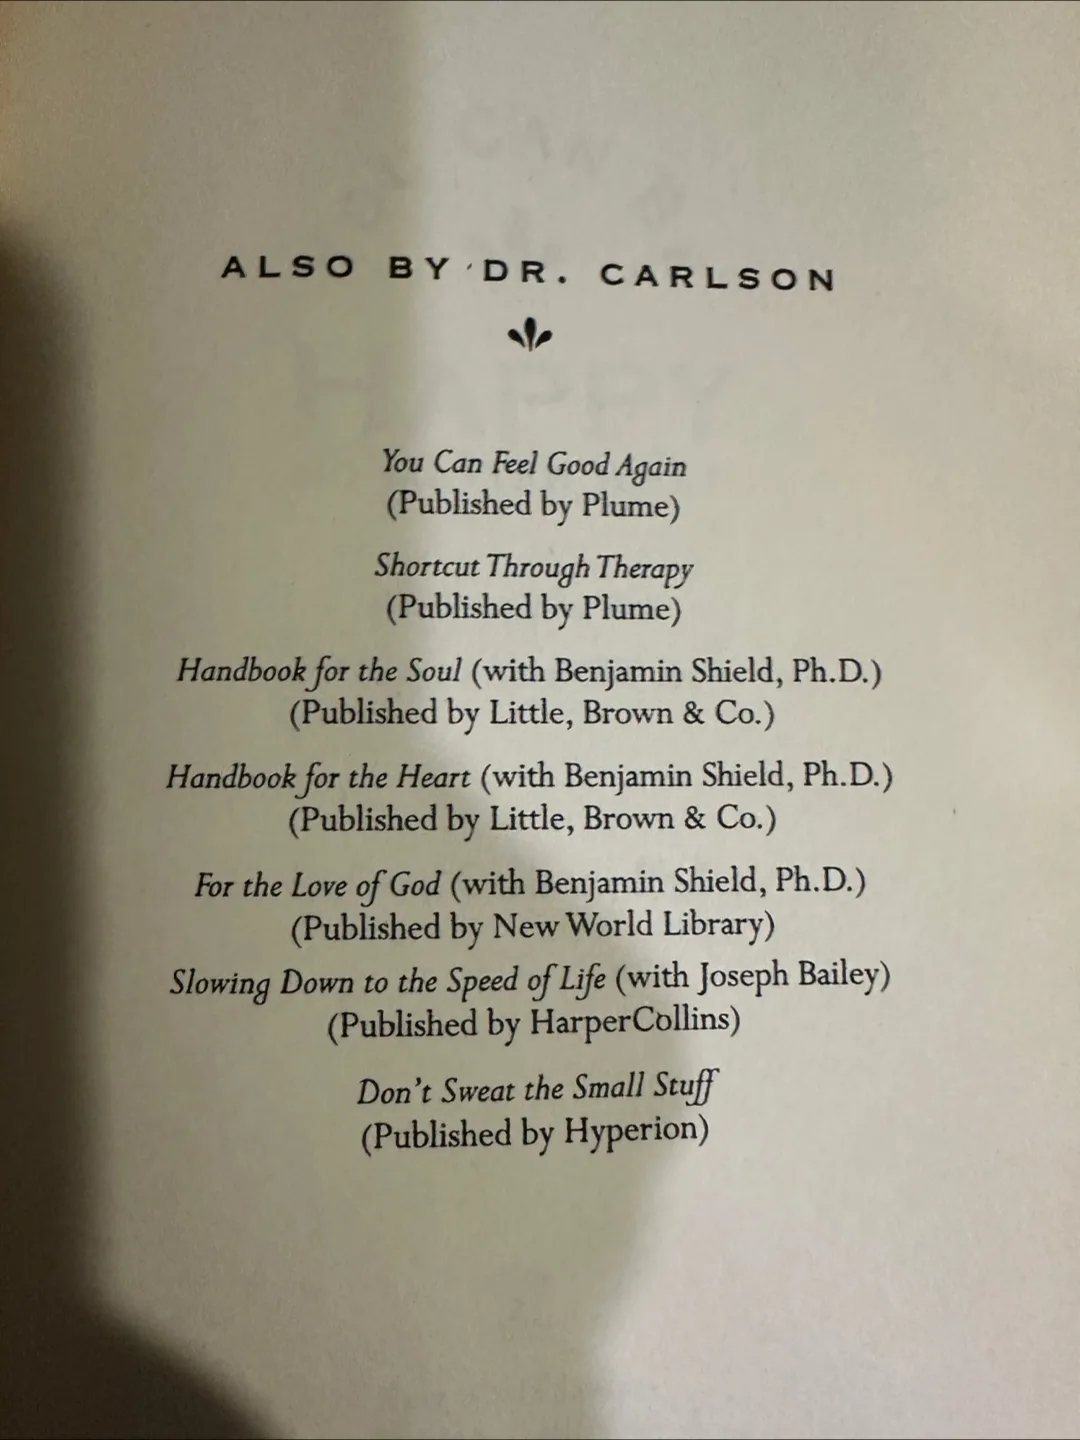 ALSO BY DR. CARLSON
You Can Feel Good Again
(Published by Plume)
Shortcut Through Therapy
(Published by Plume)
Handbook for the Soul (with Benjamin Shield, Ph.D.)
(Published by Little, Brown & Co.)
Handbook for the Heart (with Benjamin Shield, Ph.D.)
(Published by Little, Brown & Co.)
For the Love of God (with Benjamin Shield, Ph.D.)
(Published by New World Library)
Slowing Down to the Speed of Life (with Joseph Bailey)
(Published by HarperCollins)
Don't Sweat the Small Stuff
(Published by Hyperion)